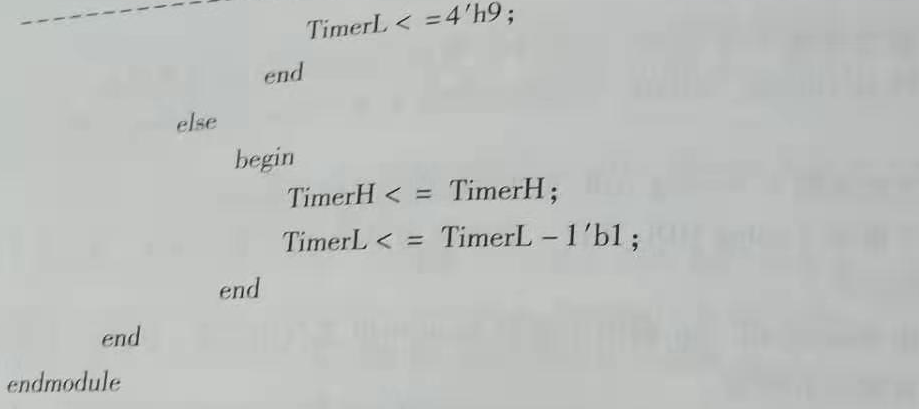 TimerL < =4'h9;
end
else
begin
TimerH < = TimerH;
TimerL < = TimerL - 1'b1;
end
end
endmodule